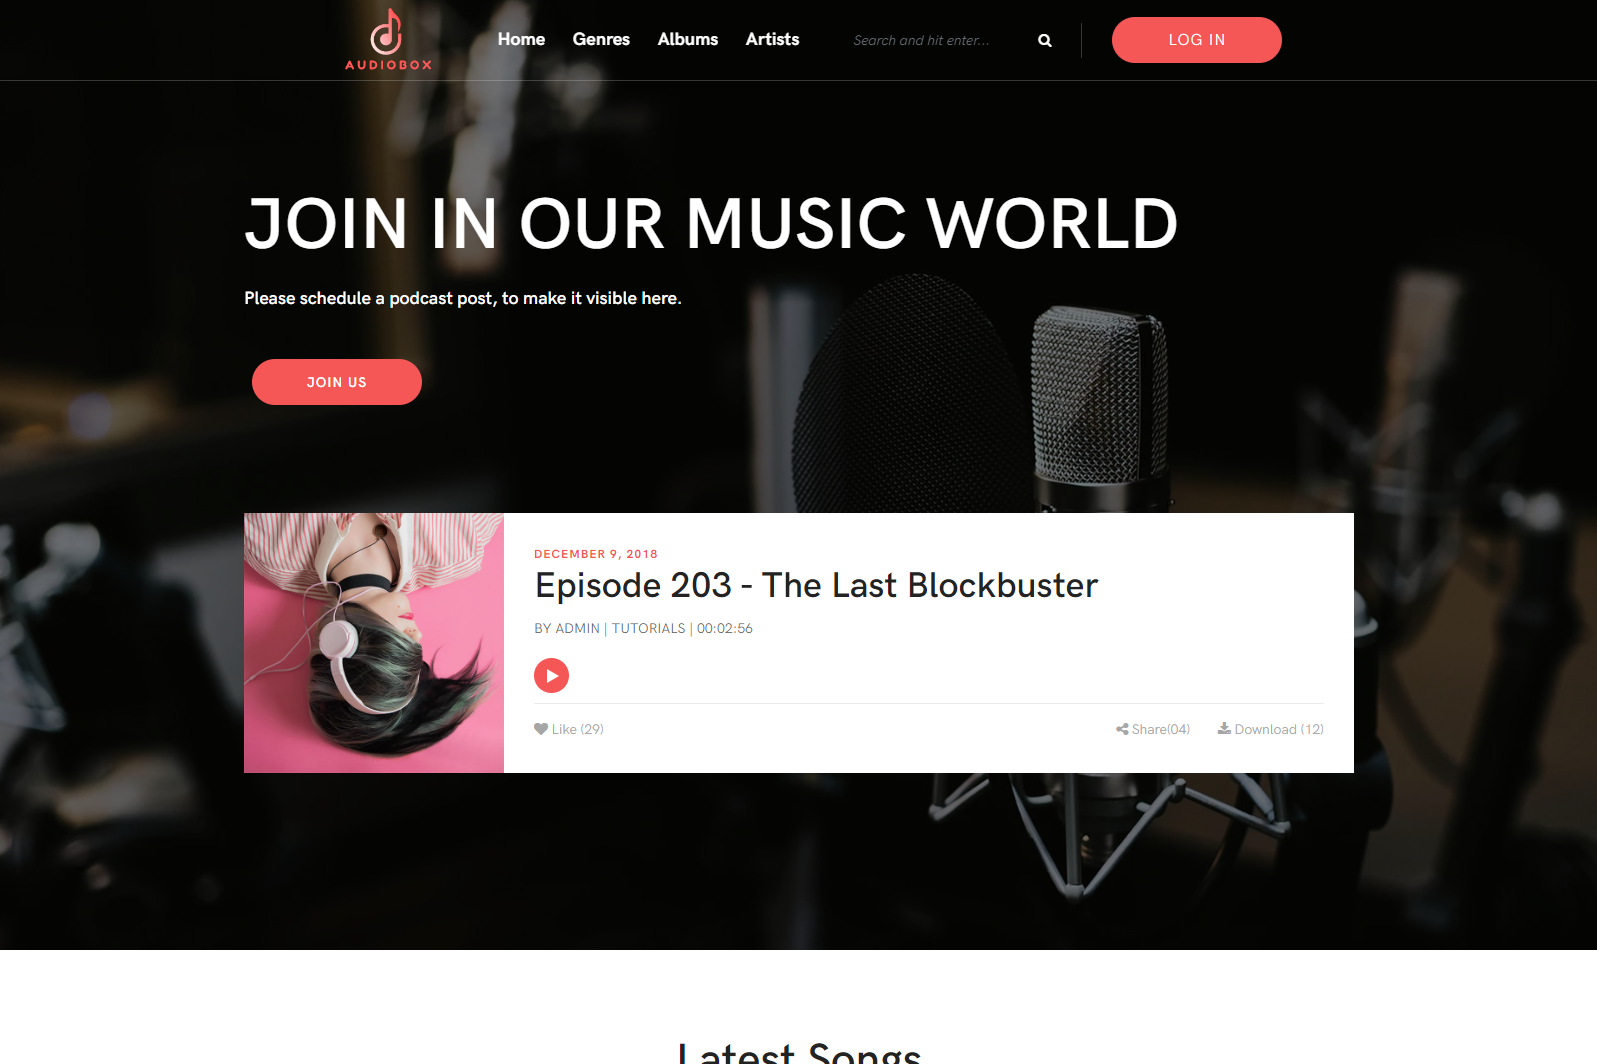 AUDIOBOX
Home Genres Albums Artists Search and hit enter... LOG IN
JOIN IN OUR MUSIC WORLD
Please schedule a podcast post, to make it visible here.
JOIN US
DECEMBER 9, 2018
Episode 203 - The Last Blockbuster
BY ADMIN | TUTORIALS | 00:02:56
Like (29) Share(04) Download (12)
Latest Songs